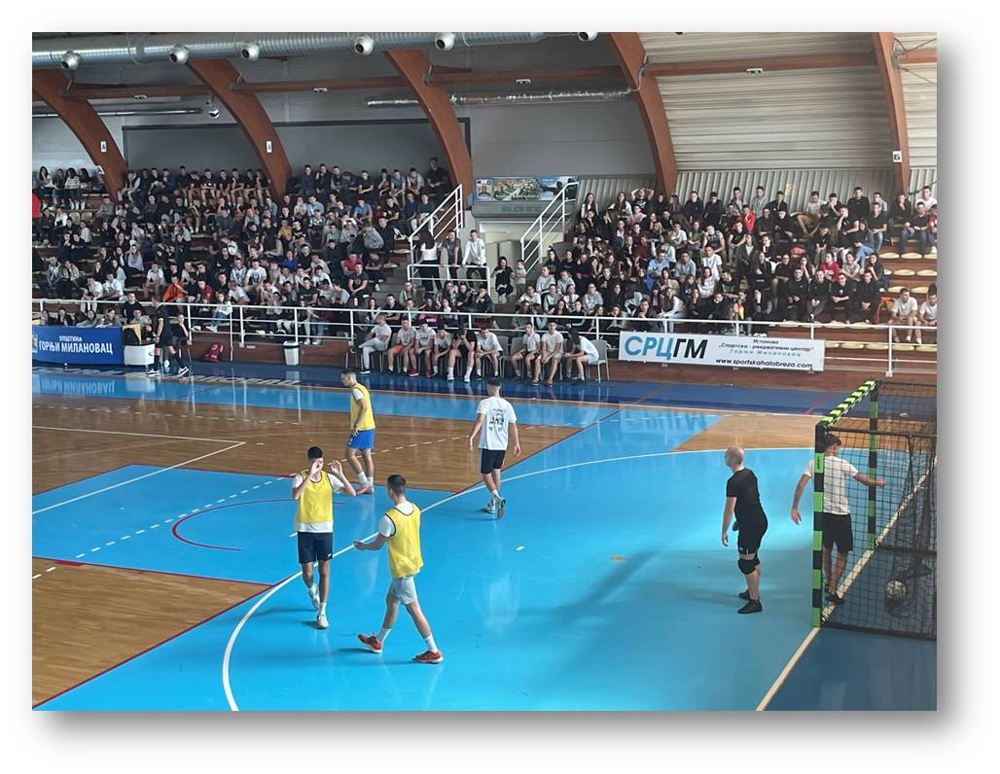 ОПШТИНА
ГОРЊИ МИЛАНОВАЦ
СРЦГМ
Установа
„Спортско - рекреативни центар“
Горњи Милановац
www.sportskahalabreza.com
А
Б